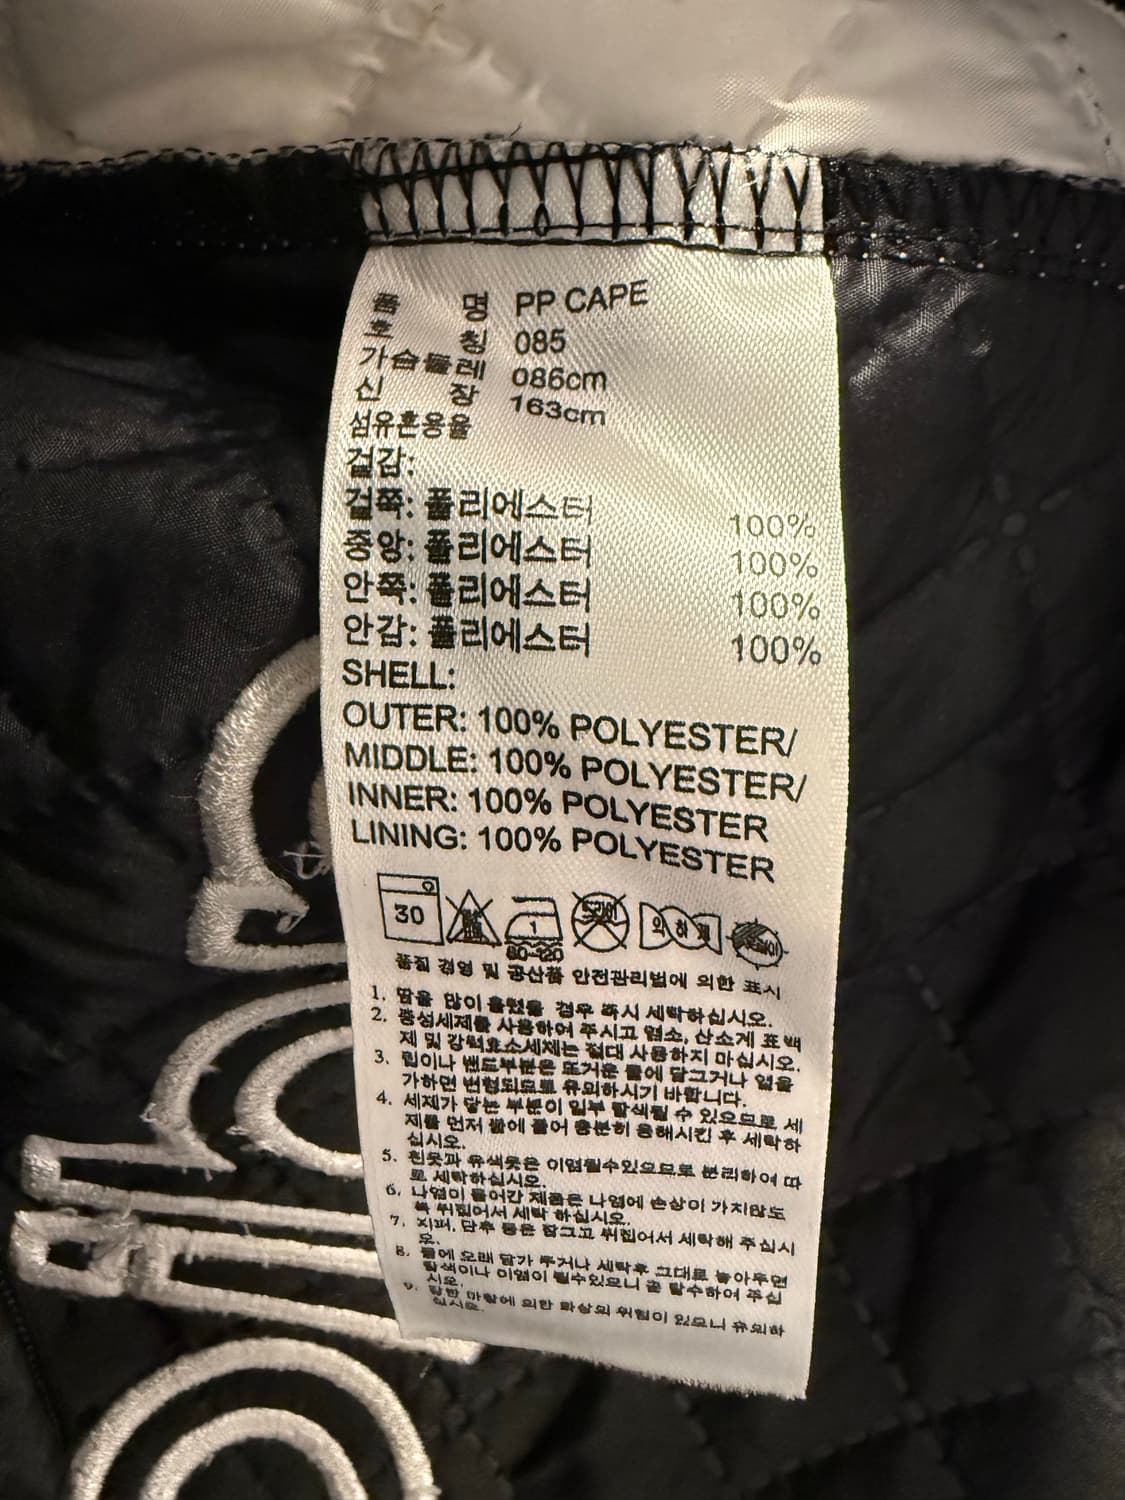 품 명 PP CAPE
호 칭 085
가슴둘레 086cm
신 장 163cm
섬유혼용율
겉감:
겉쪽: 폴리에스터 100%
중앙: 폴리에스터 100%
안쪽: 폴리에스터 100%
안감: 폴리에스터 100%
SHELL:
OUTER: 100% POLYESTER/
MIDDLE: 100% POLYESTER/
INNER: 100% POLYESTER
LINING: 100% POLYESTER
30 1 드라이 약하게
80-120
품질 경영 및 공산품 안전관리법에 의한 표시
1. 땀을 많이 흘렸을 경우 즉시 세탁하십시오.
2. 중성세제를 사용하여 주시고 염소, 산소계 표백
제 및 강력효소세제는 절대 사용하지 마십시오.
3. 립이나 밴드부분은 뜨거운 물에 담그거나 열을
가하면 변형되므로 유의하시기 바랍니다.
4. 세제가 닿는 부분이 일부 탈색될 수 있으므로 세
제를 먼저 물에 풀어 충분히 용해시킨 후 세탁하
십시오.
5. 흰옷과 유색옷은 이염될수있으므로 분리하여 따
로 세탁하십시오.
6. 나염이 들어간 제품은 나염에 손상이 가지않도
록 뒤집어서 세탁 하십시오.
7. 지퍼, 단추 등은 잠그고 뒤집어서 세탁해 주십시
오.
8. 물에 오래 담가 두거나 세탁후 그대로 놓아두면
탈색이나 이염이 될수있으니 곧 탈수하여 주십
시오.
9. 마찰에 의한 화상의 위험이 있으니 유의하
십시오.